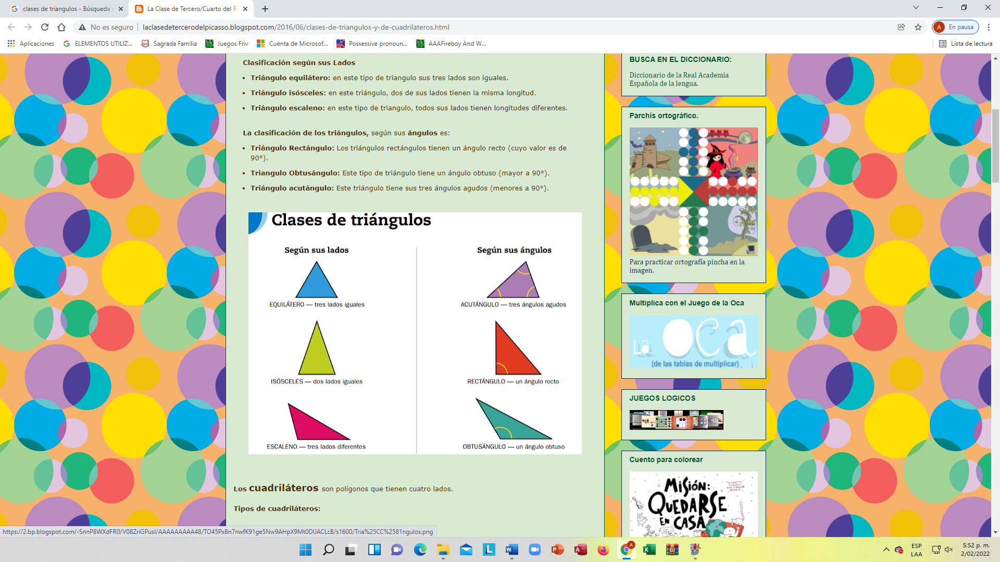 clases de triangulos - Búsqueda
La Clase de Tercero/Cuarto del P
No es seguro
laclasedetercerodelpicasso.blogspot.com/2016/06/clases-de-triangulos-y-de-cuadrilateros.html
A
En pausa
Aplicaciones
ELEMENTOS UTILIZ...
Sagrada Familia
Juegos Friv
Cuenta de Microsof...
Possessive pronoun...
AAAFireboy And W...
Lista de lectura
Clasificación según sus Lados
• Triángulo equilátero: en este tipo de triangulo sus tres lados son iguales.
• Triángulo isósceles: en este triángulo, dos de sus lados tienen la misma longitud.
• Triángulo escaleno: en este tipo de triangulo, todos sus lados tienen longitudes diferentes.
La clasificación de los triángulos, según sus ángulos es:
• Triángulo Rectángulo: Los triángulos rectángulos tienen un ángulo recto (cuyo valor es de
90°).
• Triangulo Obtusángulo: Este tipo de triángulo tiene un ángulo obtuso (mayor a 90°).
• Triángulo acutángulo: Este triángulo tiene sus tres ángulos agudos (menores a 90°).
Clases de triángulos
Según sus lados
EQUILÁTERO — tres lados iguales
ISÓSCELES — dos lados iguales
ESCALENO — tres lados diferentes
Según sus ángulos
ACUTÁNGULO — tres ángulos agudos
RECTÁNGULO — un ángulo recto
OBTUSÁNGULO — un ángulo obtuso
Los cuadriláteros son polígonos que tienen cuatro lados.
Tipos de cuadriláteros:
BUSCA EN EL DICCIONARIO:
Diccionario de la Real Academia
Española de la lengua.
Parchís ortográfico.
Para practicar ortografía pincha en la
imagen.
Multiplica con el Juego de la Oca
La oca
(de las tablas de multiplicar)
JUEGOS LOGICOS
Cuento para colorear
MISIÓN:
QUEDARSE
EN CASA
https://2.bp.blogspot.com/-SnnP8WXdFR0/V08ZriGPusI/AAAAAAAAA48/TO45PxBn7nwfK91ge5Nw9AHpX9Mt0DlJACLcB/s1600/Tria%25CC%2581ngulos.png
A
ESP
LAA
5:52 p. m.
2/02/2022